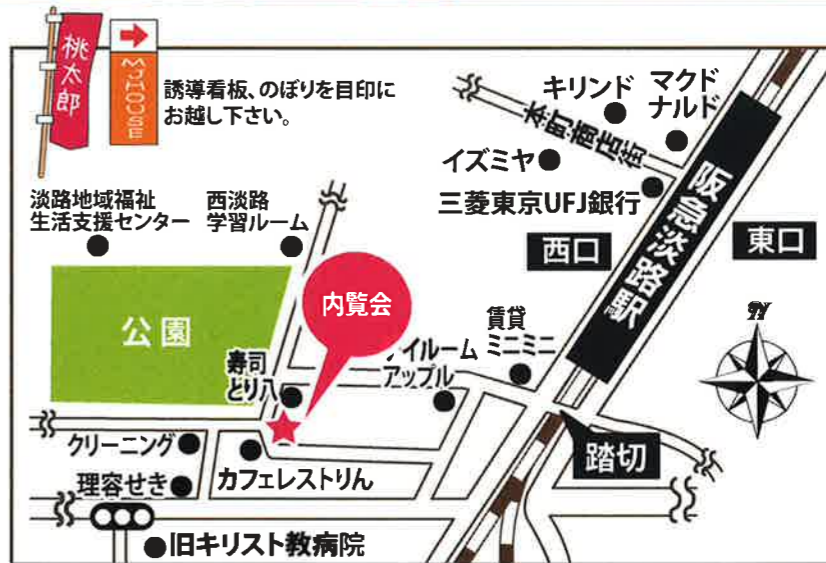 桃太郎
MJHOUSE
誘導看板、のぼりを目印に
お越し下さい。
キリンド
マクド
ナルド
本町商店街
イズミヤ
三菱東京UFJ銀行
阪急淡路駅
西口
東口
淡路地域福祉
生活支援センター
西淡路
学習ルーム
公園
内覧会
寿司
とり八
アイルーム
アップル
賃貸
ミニミニ
N
クリーニング
カフェレストりん
理容せき
踏切
旧キリスト教病院